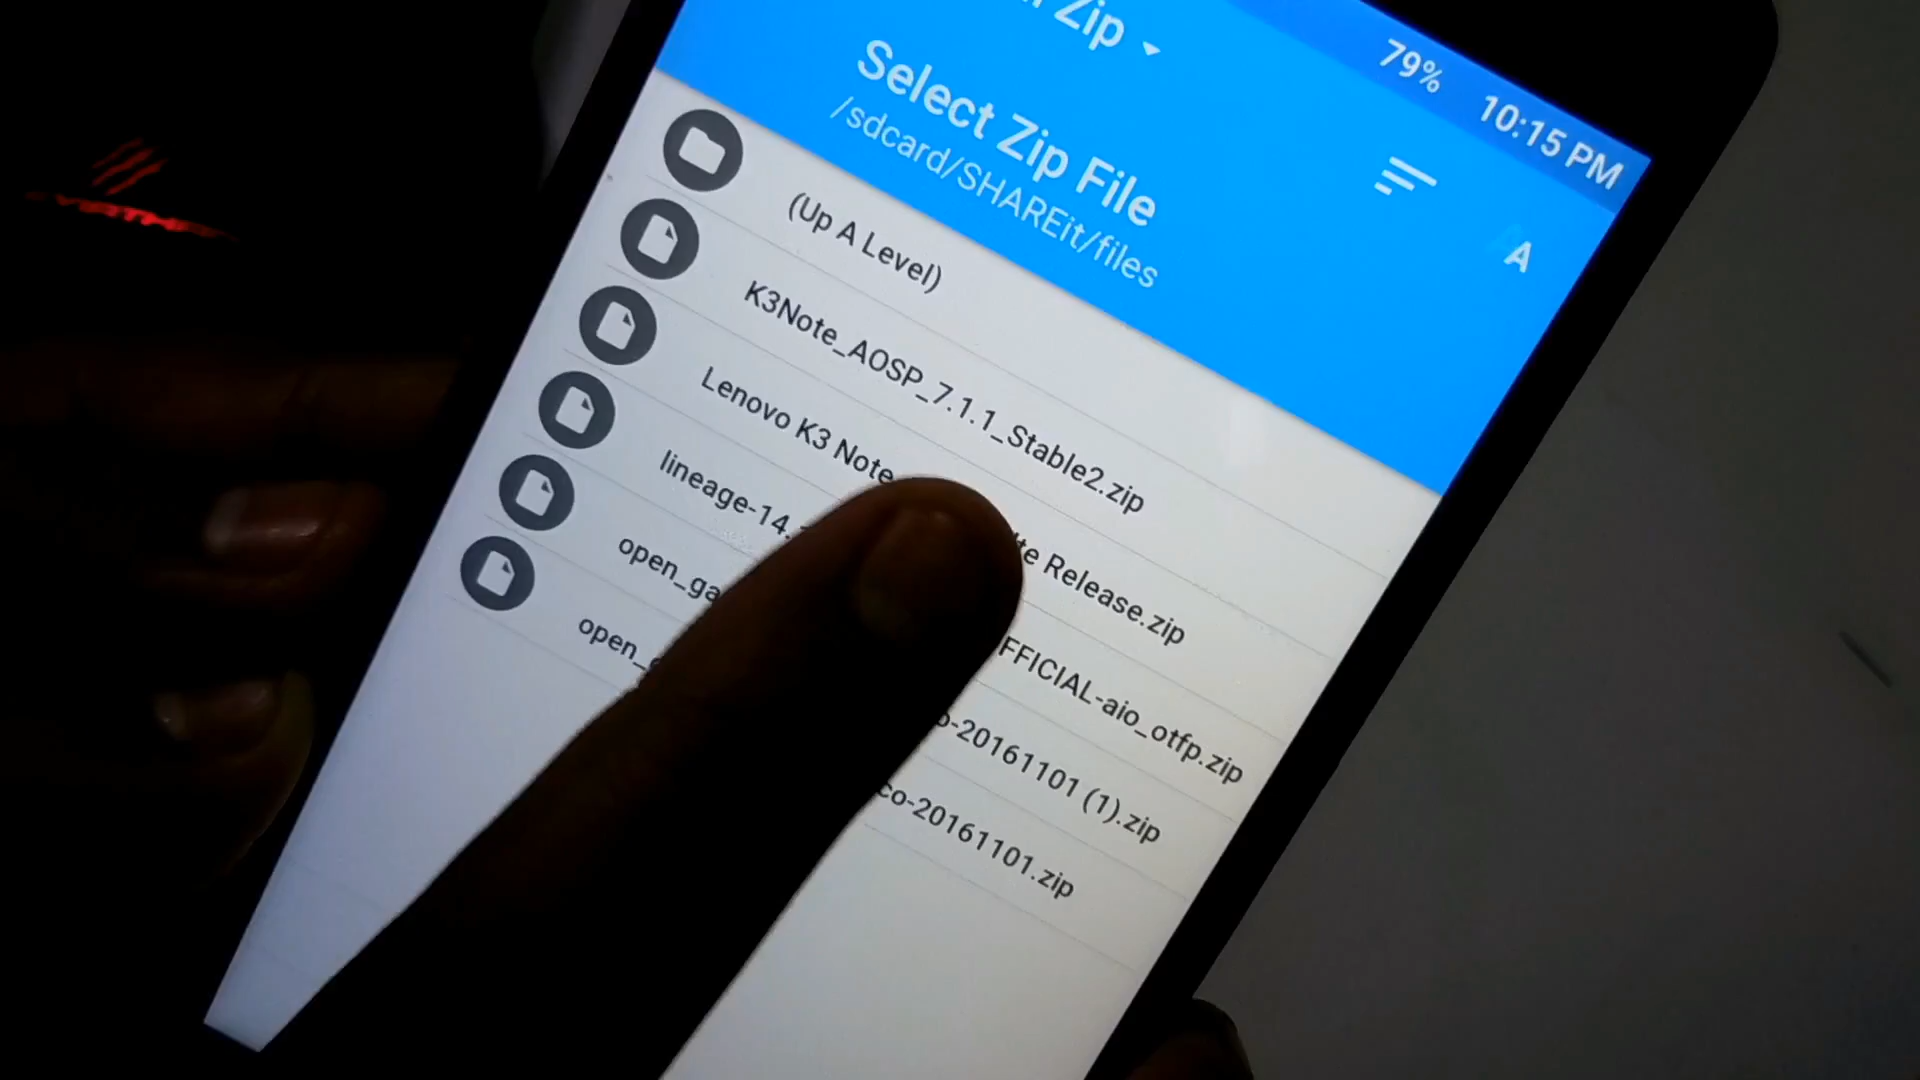 Zip
79% 10:15 PM
Select Zip File
/sdcard/SHAREit/files
A
(Up A Level)
K3Note_AOSP_7.1.1_Stable2.zip
Lenovo K3 Note Release.zip
lineage-14. FFICIAL-aio_otfp.zip
open_ga -20161101 (1).zip
open_ co-20161101.zip